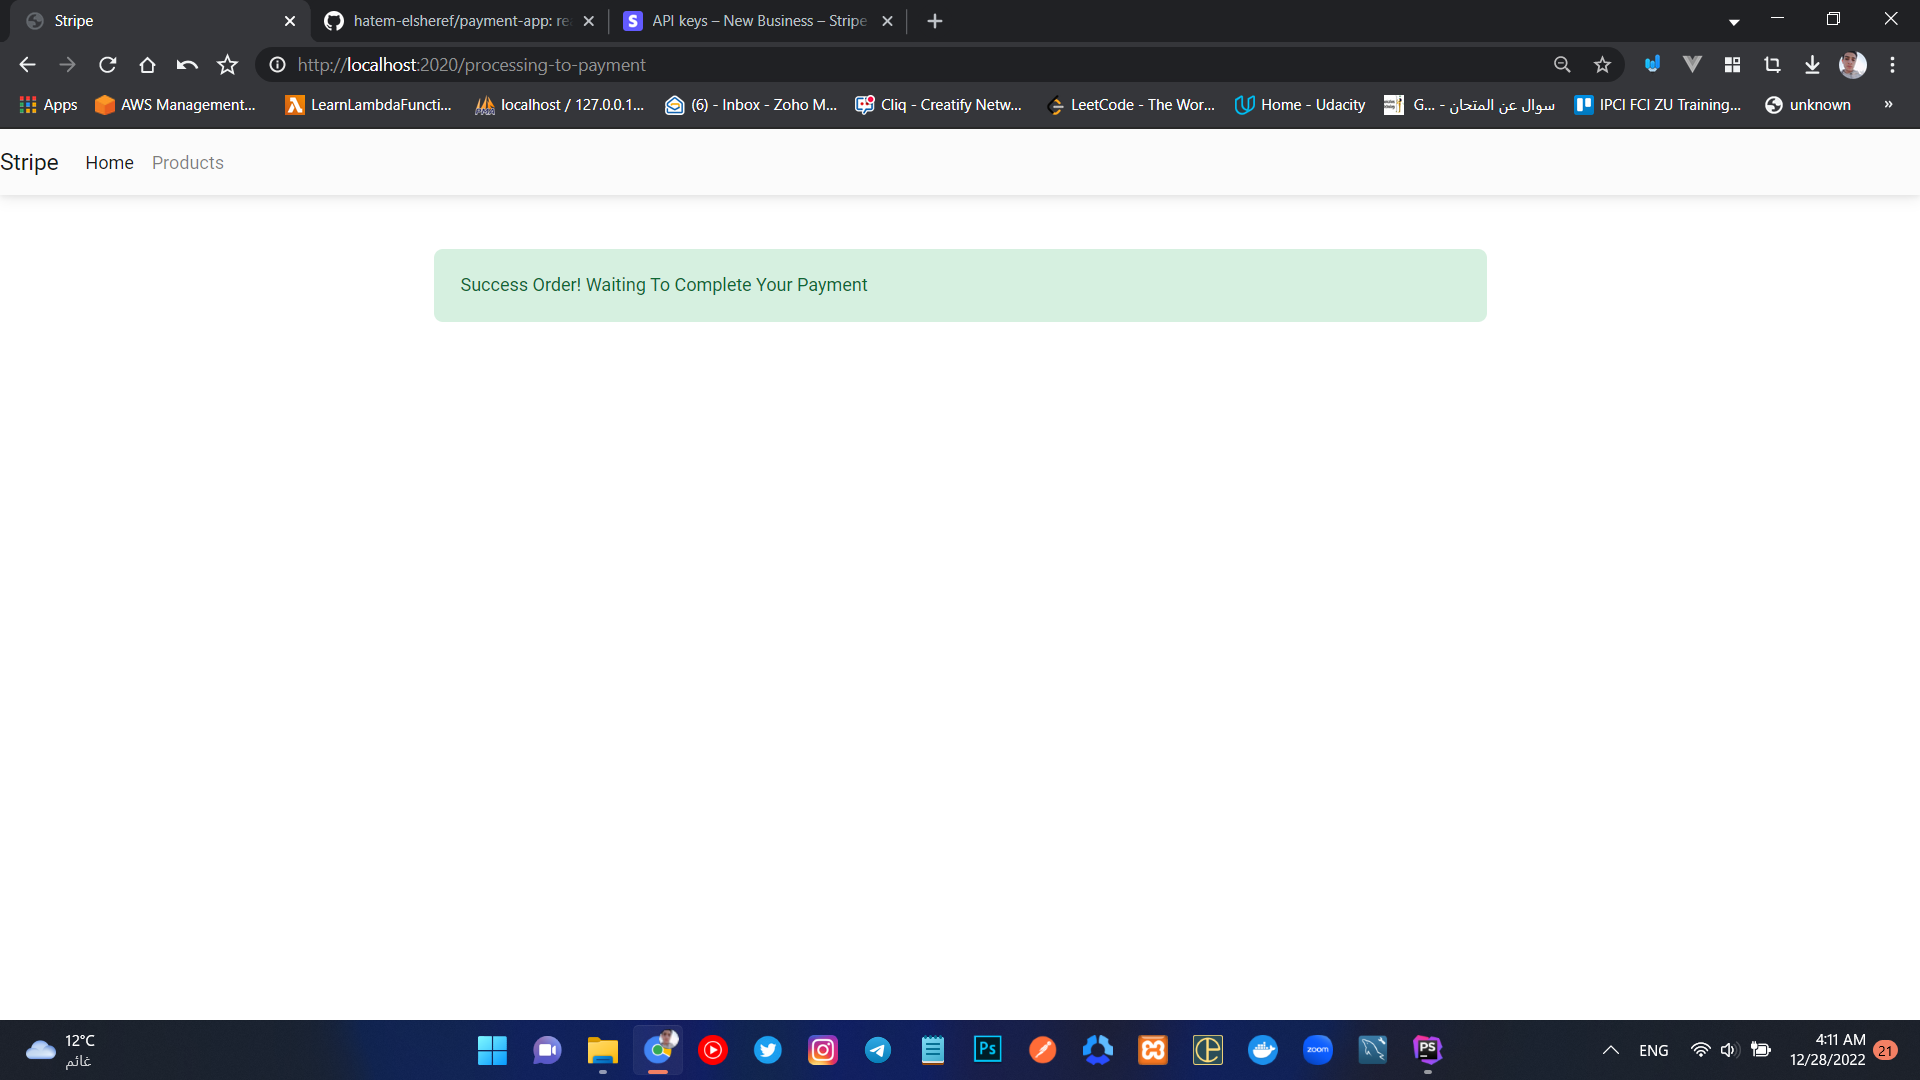 Stripe
hatem-elsheref/payment-app: re
API keys – New Business – Stripe
http://localhost:2020/processing-to-payment
Apps
AWS Management...
LearnLambdaFuncti...
localhost / 127.0.0.1...
(6) - Inbox - Zoho M...
Cliq - Creatify Netw...
LeetCode - The Wor...
Home - Udacity
G... - سوال عن المتحان
IPCI FCI ZU Training...
unknown
»
Stripe
Home
Products
Success Order! Waiting To Complete Your Payment
12°C
غائم
Ps
zoom
PS
ENG
4:11 AM
12/28/2022
21